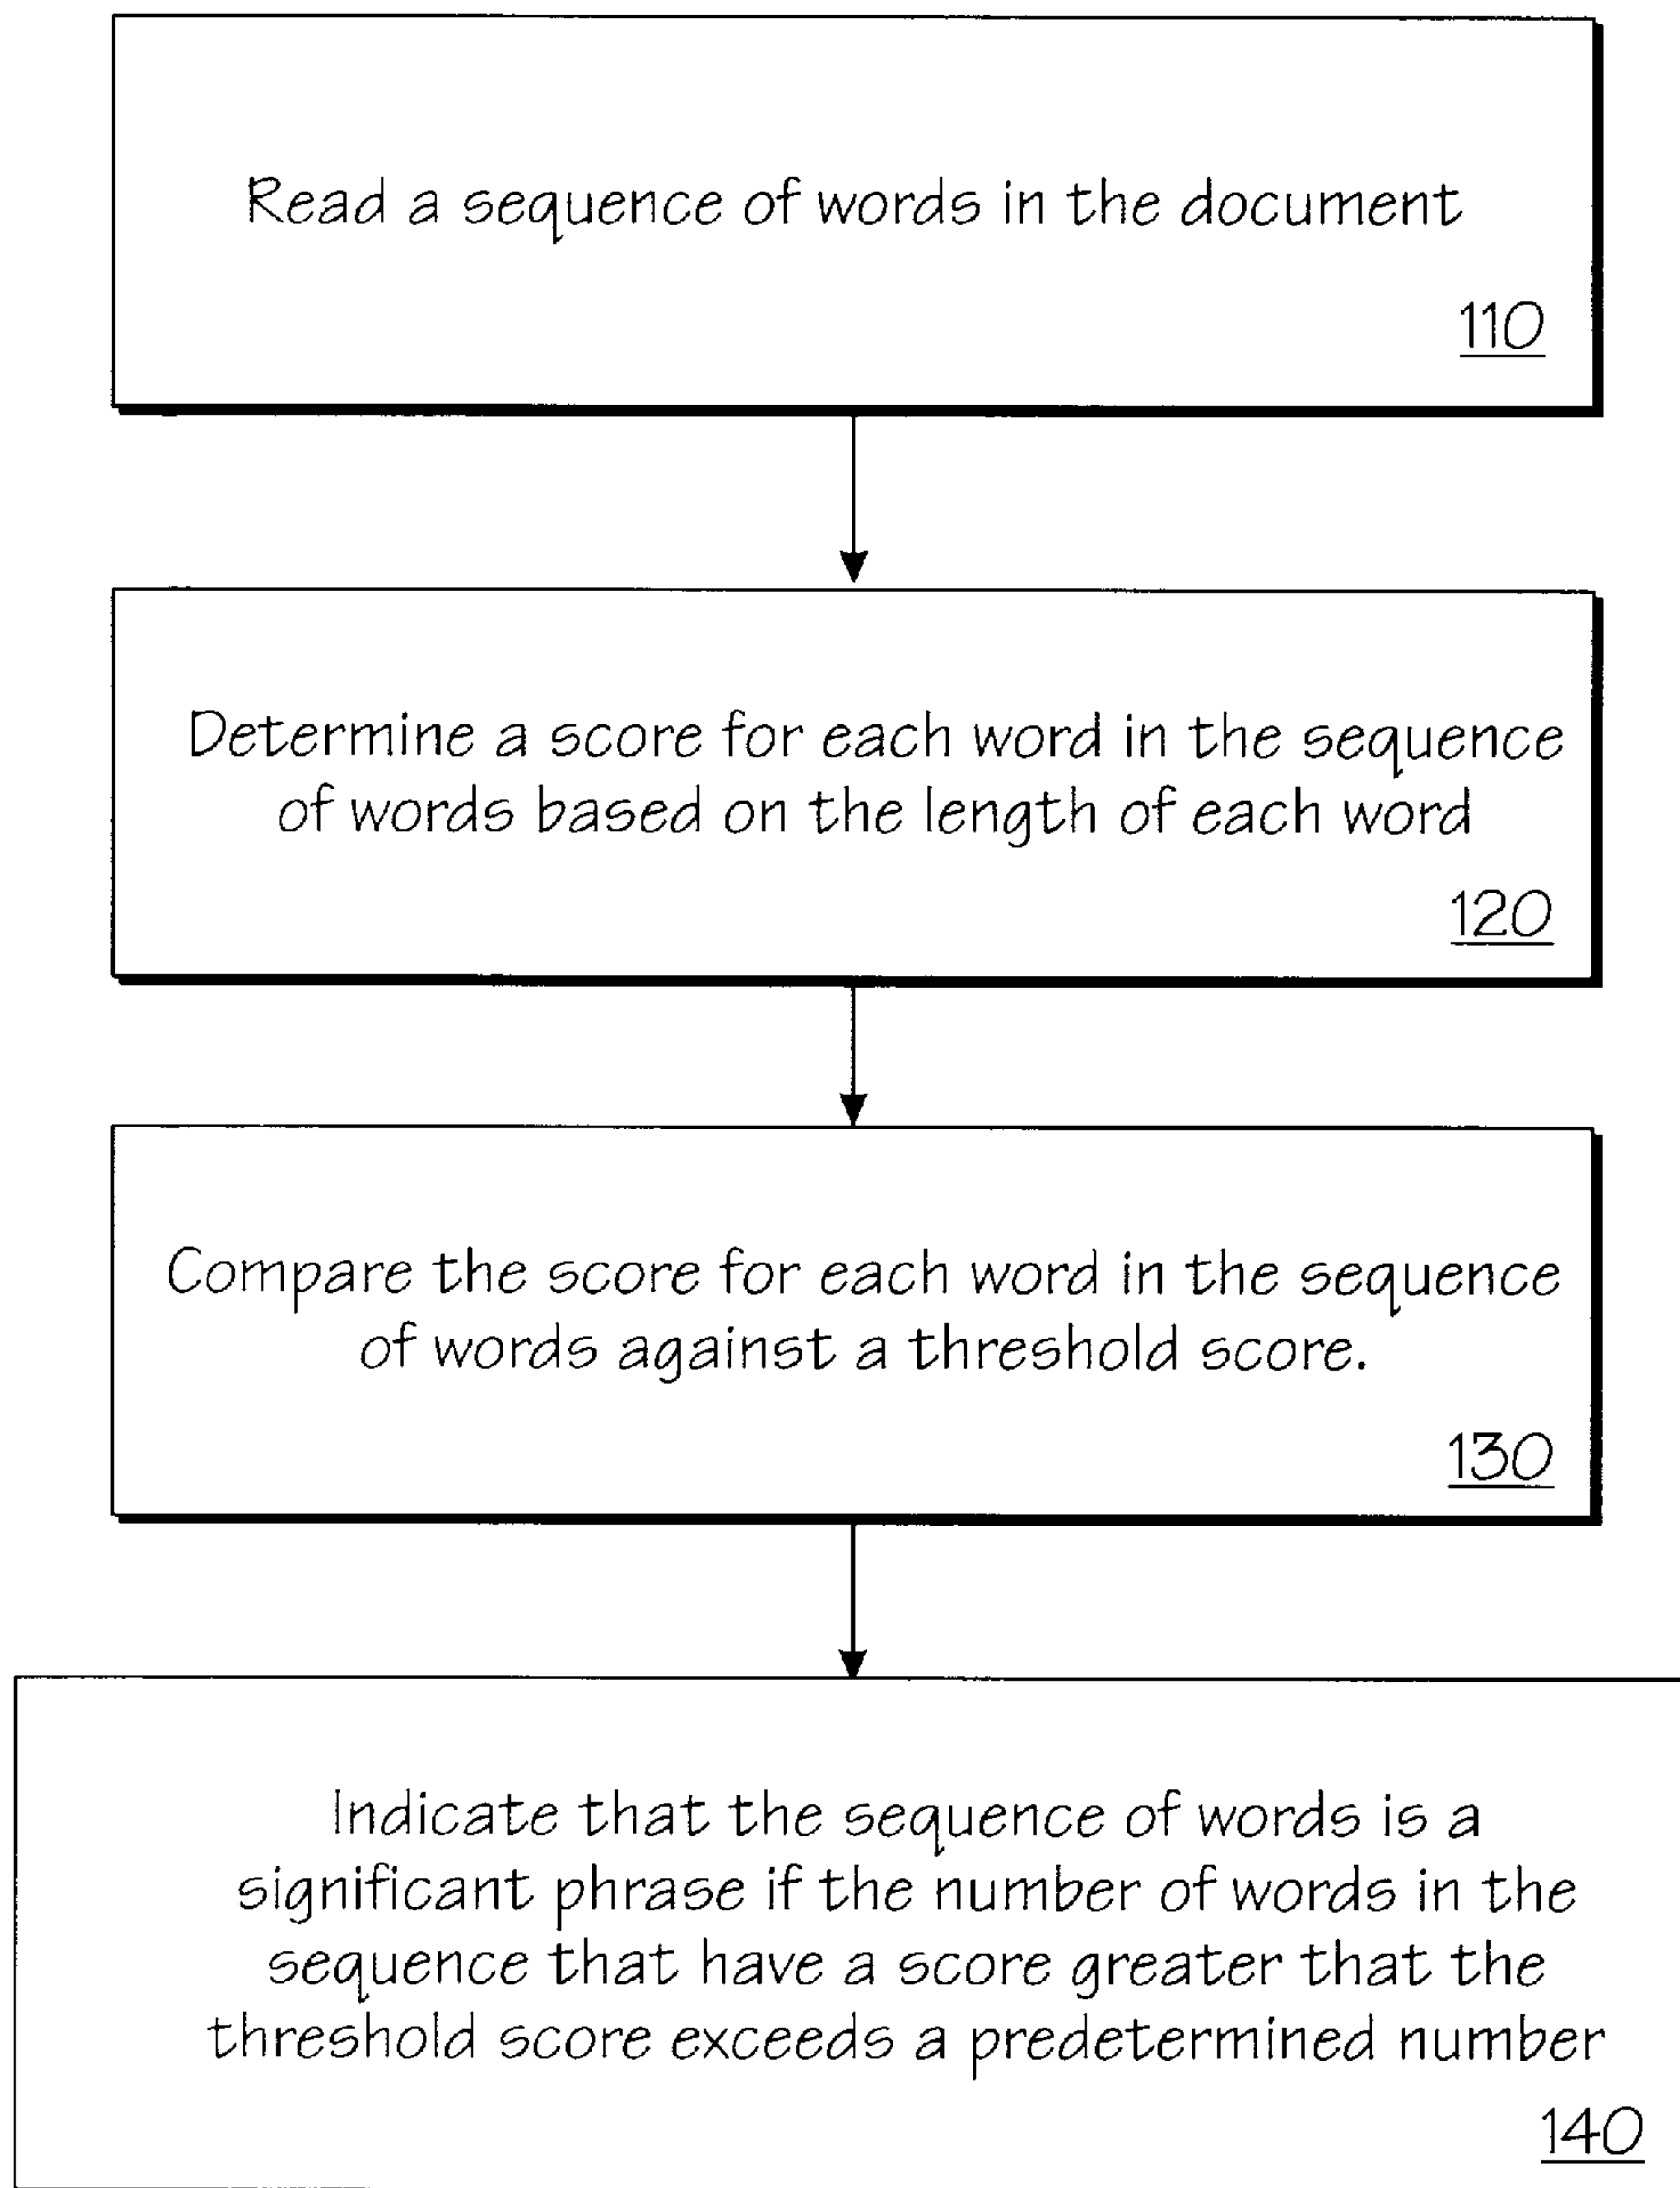 Read a sequence of words in the document
110
Determine a score for each word in the sequence
of words based on the length of each word
120
Compare the score for each word in the sequence
of words against a threshold score.
130
Indicate that the sequence of words is a
significant phrase if the number of words in the
sequence that have a score greater that the
threshold score exceeds a predetermined number
140